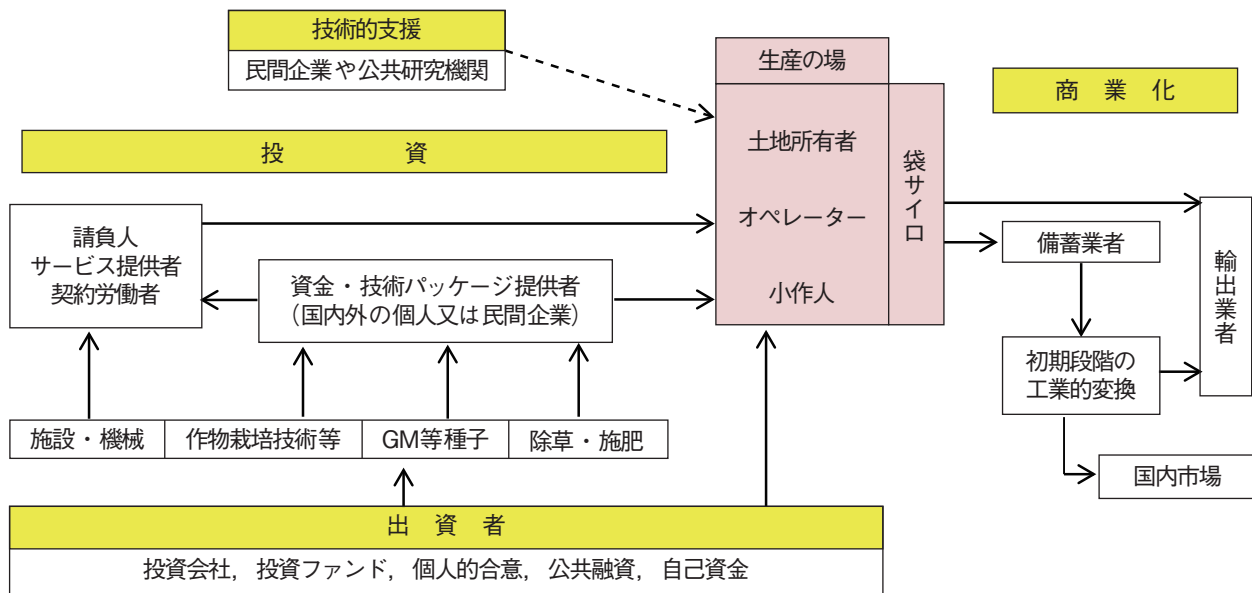 技術的支援
民間企業や公共研究機関
生産の場
商業化
投資
土地所有者
オペレーター
小作人
袋サイロ
請負人
サービス提供者
契約労働者
資金・技術パッケージ提供者
（国内外の個人又は民間企業）
備蓄業者
輸出業者
初期段階の
工業的変換
施設・機械
作物栽培技術等
GM等種子
除草・施肥
国内市場
出資者
投資会社，投資ファンド，個人的合意，公共融資，自己資金